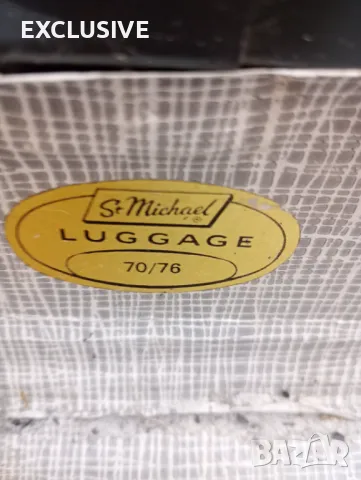 EXCLUSIVE
St Michael
®
LUGGAGE
70/76
BAZAR